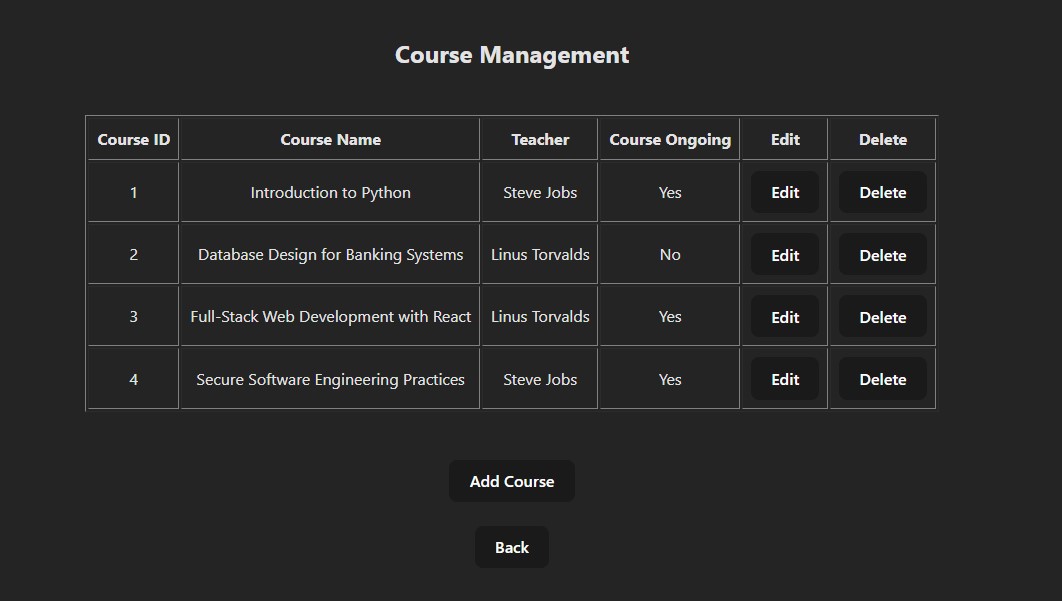 Course Management
Course ID Course Name Teacher Course Ongoing Edit Delete
1 Introduction to Python Steve Jobs Yes Edit Delete
2 Database Design for Banking Systems Linus Torvalds No Edit Delete
3 Full-Stack Web Development with React Linus Torvalds Yes Edit Delete
4 Secure Software Engineering Practices Steve Jobs Yes Edit Delete
Add Course
Back